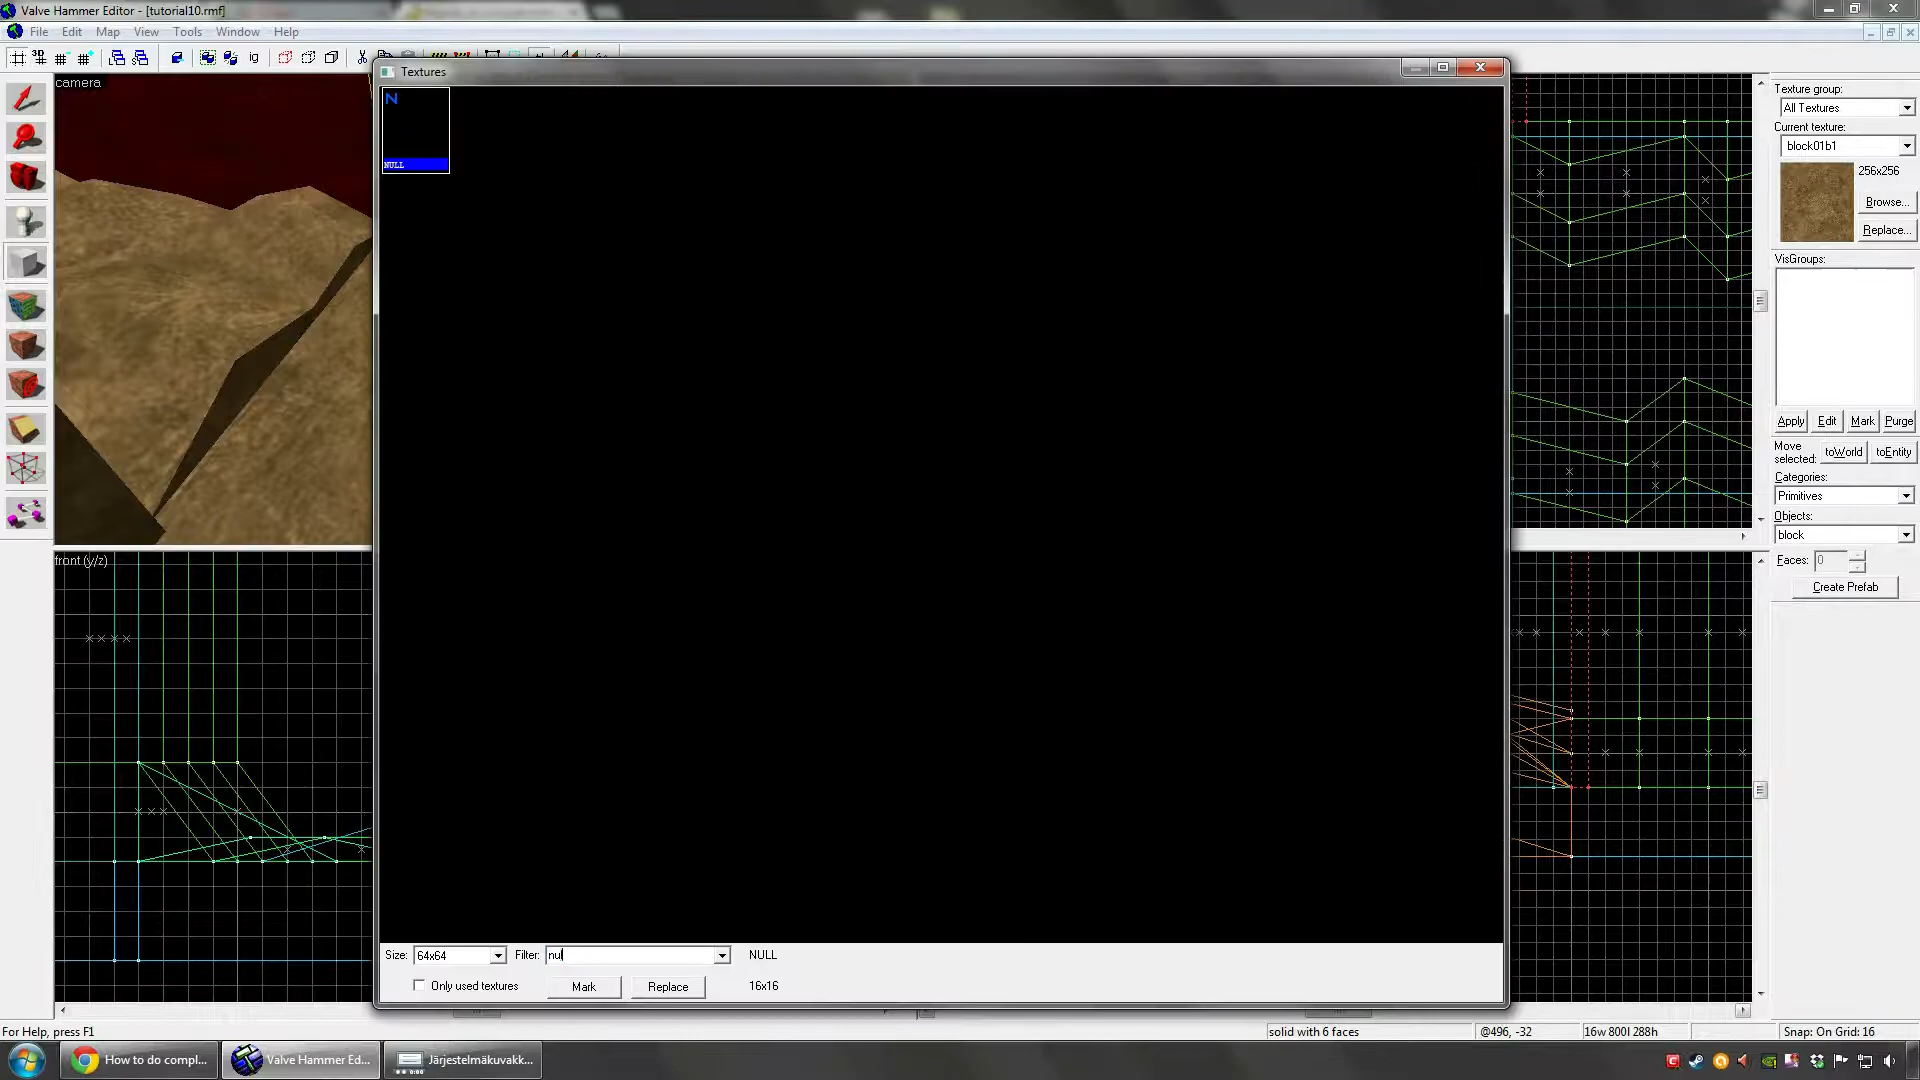 Valve Hammer Editor - [tutorial10.rmf]
File Edit Map View Tools Window Help
3D
ig
Textures
camera
N
NULL
Texture group:
All Textures
Current texture:
block01b1
256x256
Browse...
Replace...
VisGroups:
Apply Edit Mark Purge
Move selected: toWorld toEntity
Categories:
Primitives
Objects:
block
Faces: 0
Create Prefab
front (y/z)
Size: 64x64 Filter: nul NULL
Only used textures Mark Replace 16x16
For Help, press F1 solid with 6 faces @496, -32 16w 800l 288h Snap: On Grid: 16
How to do compl... Valve Hammer Ed... Järjestelmäkuvakk...